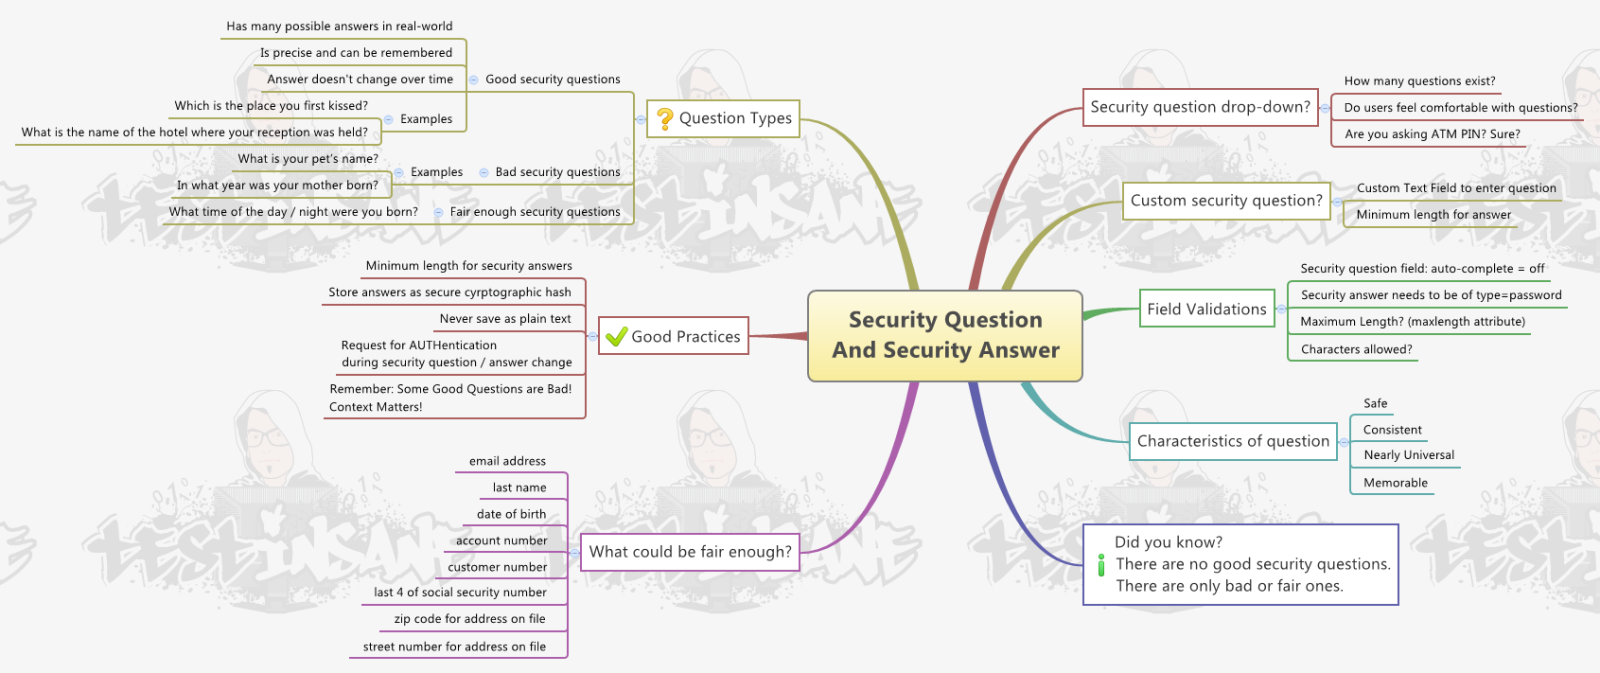 Security Question
And Security Answer
Question Types
Good security questions
Has many possible answers in real-world
Is precise and can be remembered
Answer doesn't change over time
Examples
Which is the place you first kissed?
What is the name of the hotel where your reception was held?
Bad security questions
Examples
What is your pet's name?
In what year was your mother born?
Fair enough security questions
What time of the day / night were you born?
Good Practices
Minimum length for security answers
Store answers as secure cyrptographic hash
Never save as plain text
Request for AUTHentication
during security question / answer change
Remember: Some Good Questions are Bad!
Context Matters!
What could be fair enough?
email address
last name
date of birth
account number
customer number
last 4 of social security number
zip code for address on file
street number for address on file
Security question drop-down?
How many questions exist?
Do users feel comfortable with questions?
Are you asking ATM PIN? Sure?
Custom security question?
Custom Text Field to enter question
Minimum length for answer
Field Validations
Security question field: auto-complete = off
Security answer needs to be of type=password
Maximum Length? (maxlength attribute)
Characters allowed?
Characteristics of question
Safe
Consistent
Nearly Universal
Memorable
Did you know?
There are no good security questions.
There are only bad or fair ones.
TEST INSANE
TEST INSANE
TEST INSANE
TEST INSANE